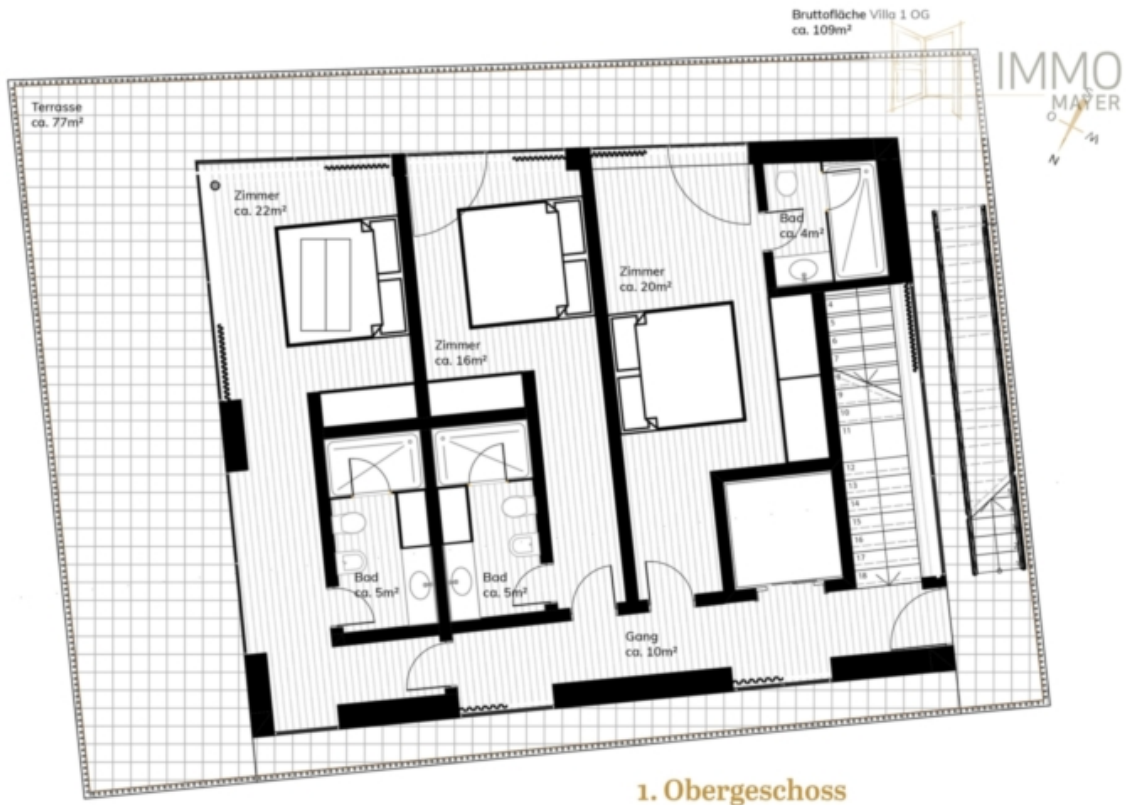 Bruttofläche Villa 1 OG
ca. 109m²
IMMO
MAYER
S
O
W
N
Terrasse
ca. 77m²
Zimmer
ca. 22m²
Bad
ca. 4m²
Zimmer
ca. 20m²
Zimmer
ca. 16m²
4
5
6
7
8
9
10
11
12
13
14
15
16
17
18
Bad
ca. 5m²
Bad
ca. 5m²
Gang
ca. 10m²
1. Obergeschoss